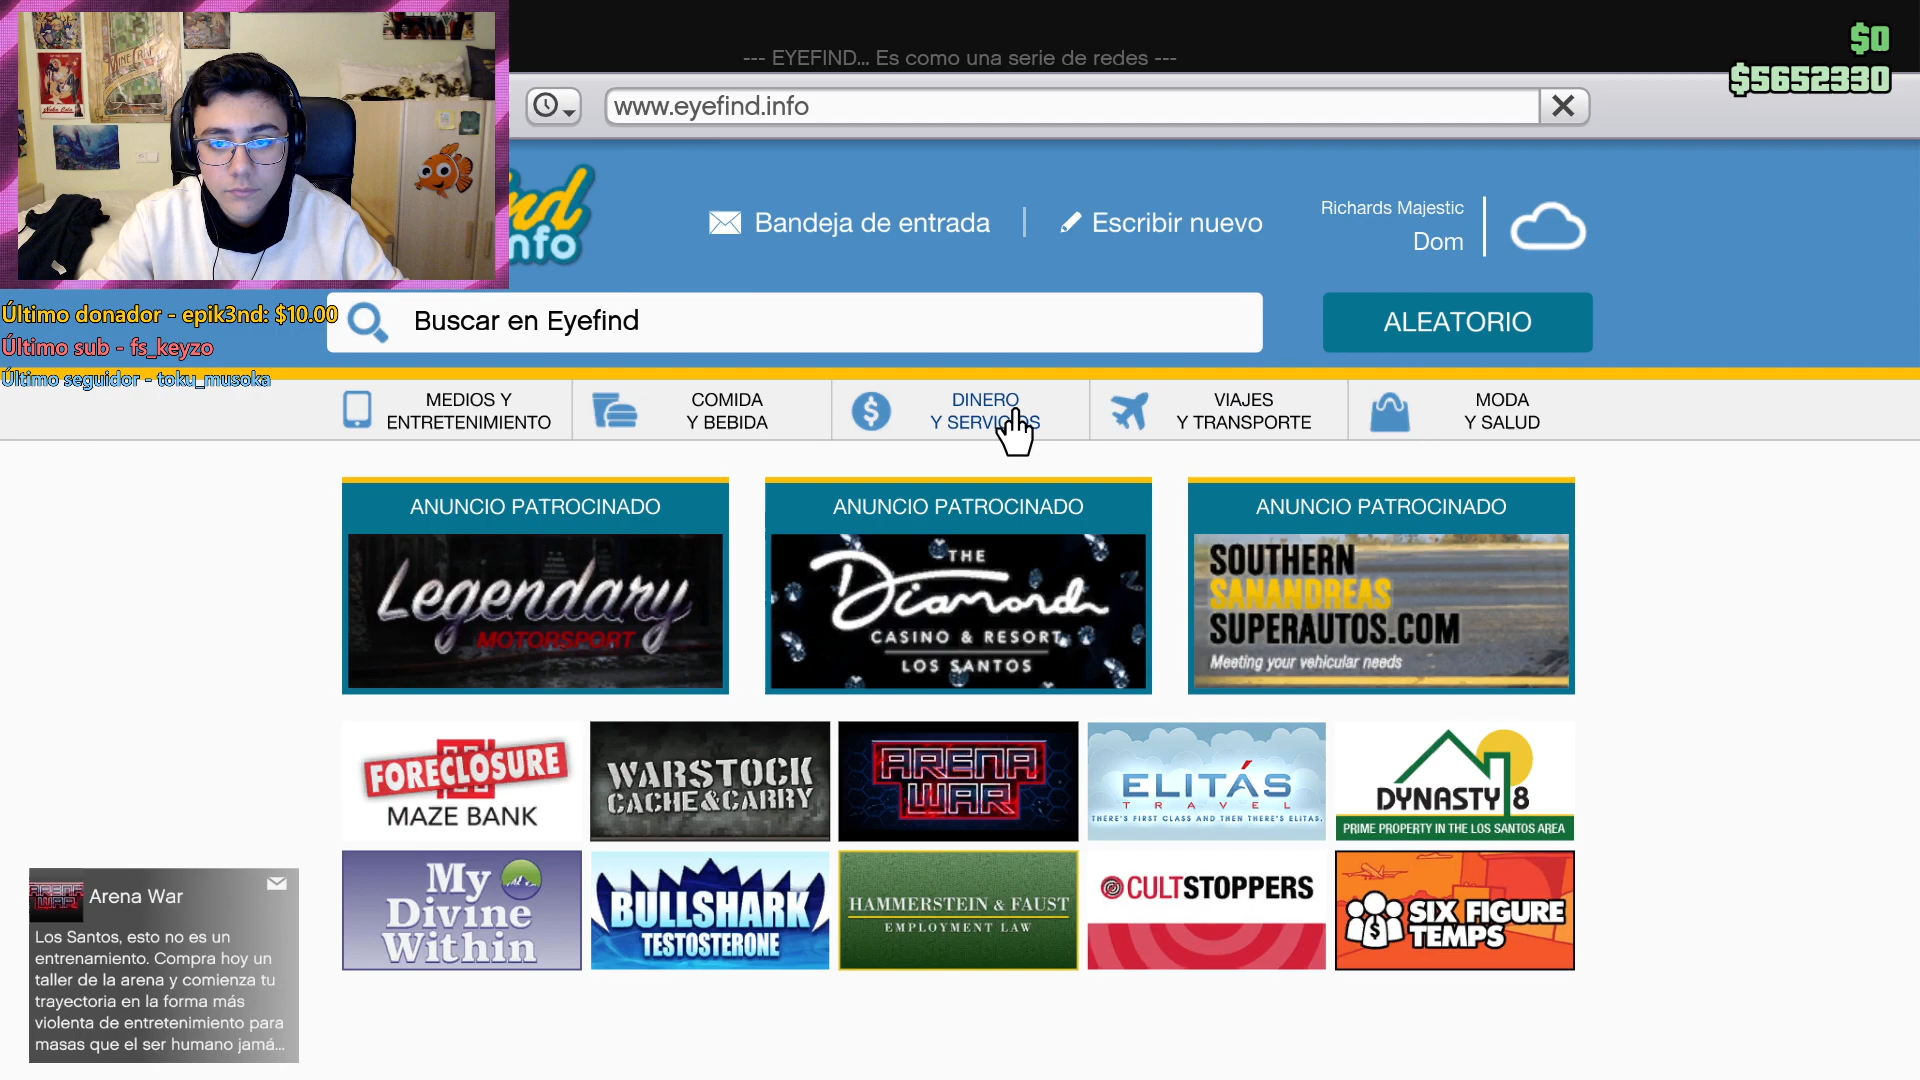 $0
$5652330
--- EYEFIND... Es como una serie de redes ---
www.eyefind.info
nd
nfo
Bandeja de entrada
Escribir nuevo
Richards Majestic
Dom
Último donador - epik3nd: $10.00
Último sub - fs_keyzo
Último seguidor - toku_musoka
Buscar en Eyefind
ALEATORIO
MEDIOS Y
ENTRETENIMIENTO
COMIDA
Y BEBIDA
DINERO
Y SERVICIOS
VIAJES
Y TRANSPORTE
MODA
Y SALUD
ANUNCIO PATROCINADO
Legendary
MOTORSPORT
ANUNCIO PATROCINADO
THE
Diamond
CASINO & RESORT
LOS SANTOS
ANUNCIO PATROCINADO
SOUTHERN
SANANDREAS
SUPERAUTOS.COM
Meeting your vehicular needs
FORECLOSURE
MAZE BANK
WARSTOCK
CACHE&CARRY
ARENA
WAR
ELITÁS
TRAVEL
THERE'S FIRST CLASS AND THEN THERE'S ELITAS.
DYNASTY 8
PRIME PROPERTY IN THE LOS SANTOS AREA
My
Divine
Within
BULLSHARK
TESTOSTERONE
HAMMERSTEIN & FAUST
EMPLOYMENT LAW
CULTSTOPPERS
SIX FIGURE
TEMPS
ARENA
WAR
Arena War
Los Santos, esto no es un
entrenamiento. Compra hoy un
taller de la arena y comienza tu
trayectoria en la forma más
violenta de entretenimiento para
masas que el ser humano jamá...